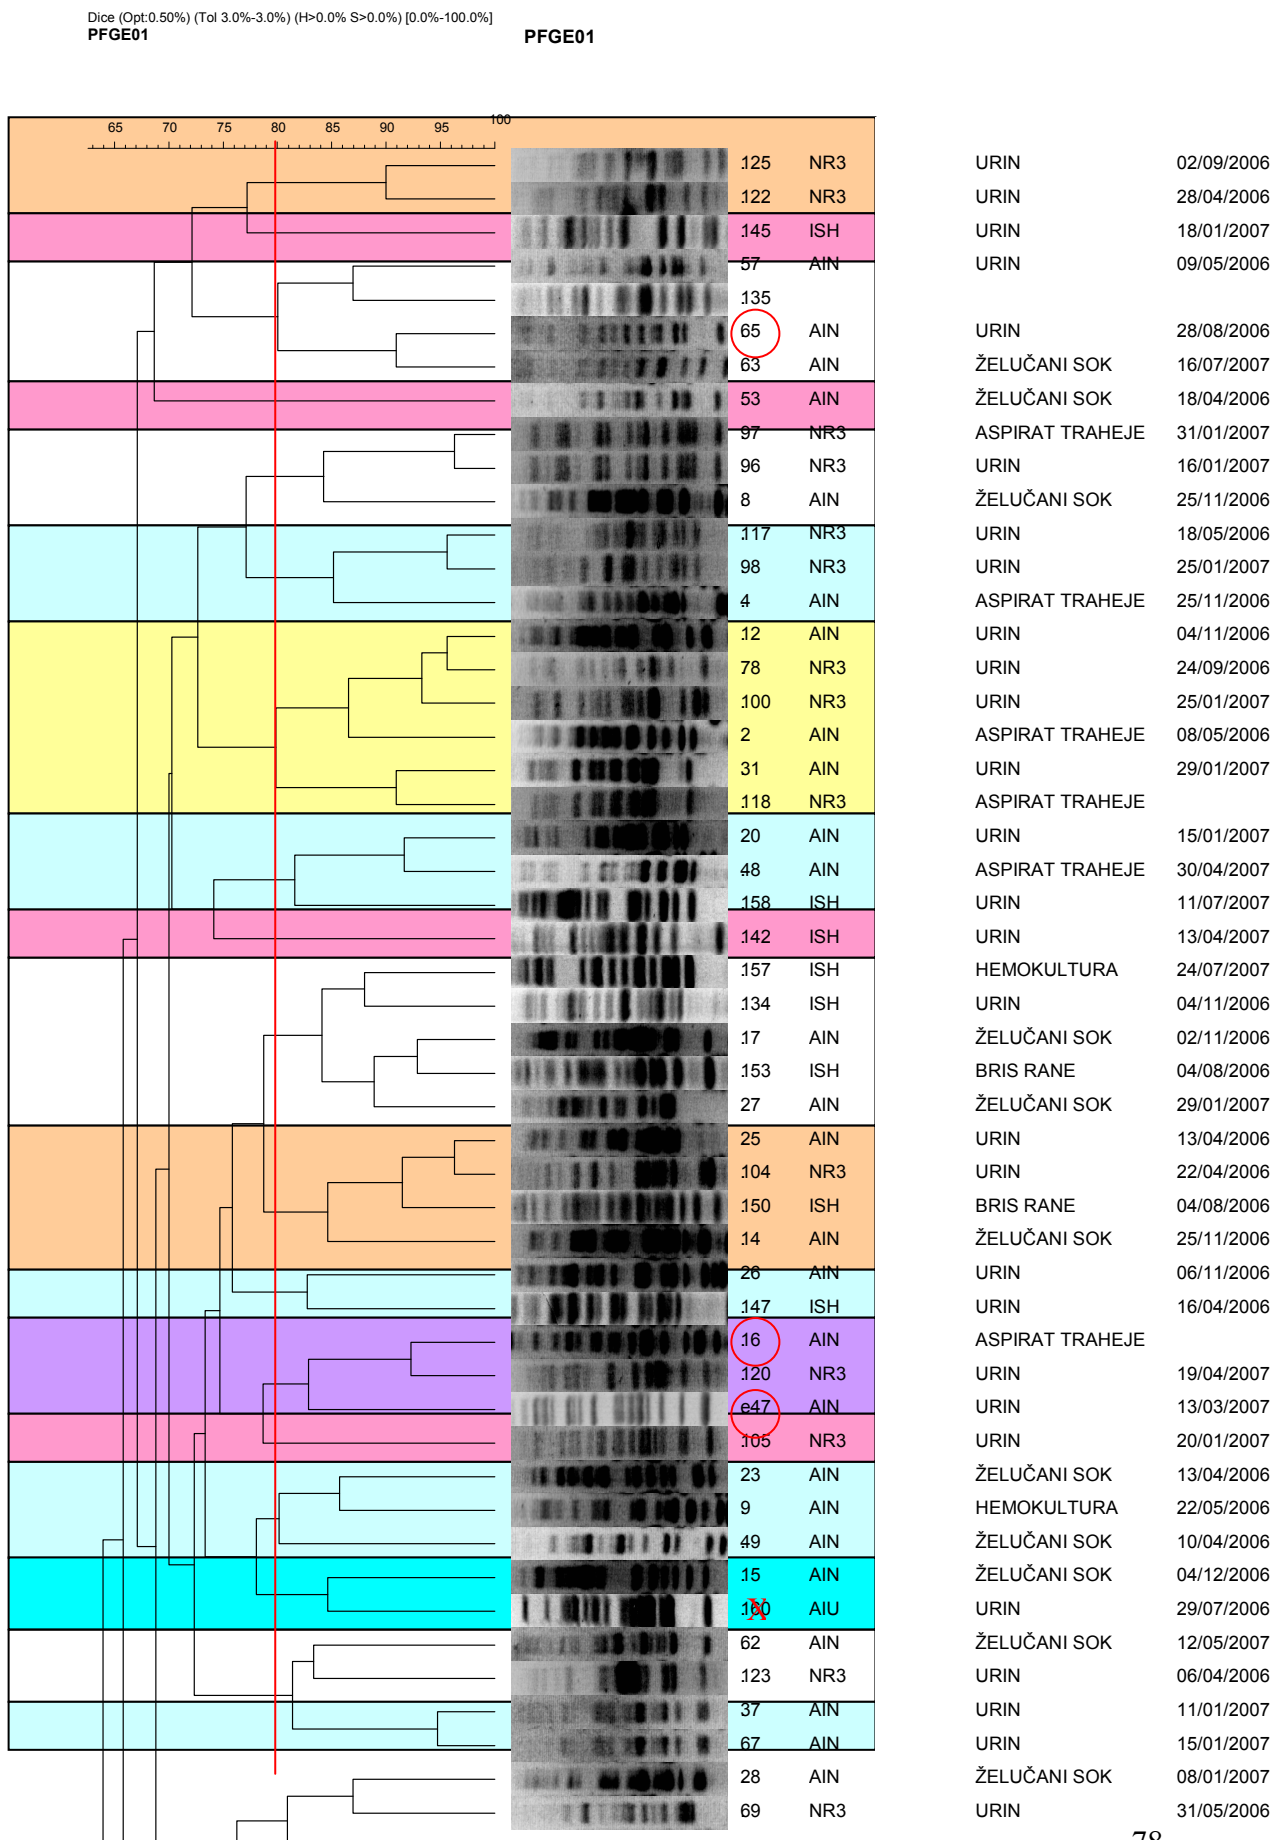 Dice (Opt:0.50%) (Tol 3.0%-3.0%) (H>0.0% S>0.0%) [0.0%-100.0%]
PFGE01 PFGE01
65 70 75 80 85 90 95 100
.125 NR3 URIN 02/09/2006
.122 NR3 URIN 28/04/2006
.145 ISH URIN 18/01/2007
57 AIN URIN 09/05/2006
.135
65 AIN URIN 28/08/2006
63 AIN ŽELUČANI SOK 16/07/2007
53 AIN ŽELUČANI SOK 18/04/2006
97 NR3 ASPIRAT TRAHEJE 31/01/2007
96 NR3 URIN 16/01/2007
8 AIN ŽELUČANI SOK 25/11/2006
.117 NR3 URIN 18/05/2006
98 NR3 URIN 25/01/2007
4 AIN ASPIRAT TRAHEJE 25/11/2006
.12 AIN URIN 04/11/2006
78 NR3 URIN 24/09/2006
.100 NR3 URIN 25/01/2007
2 AIN ASPIRAT TRAHEJE 08/05/2006
31 AIN URIN 29/01/2007
.118 NR3 ASPIRAT TRAHEJE
20 AIN URIN 15/01/2007
48 AIN ASPIRAT TRAHEJE 30/04/2007
.158 ISH URIN 11/07/2007
.142 ISH URIN 13/04/2007
.157 ISH HEMOKULTURA 24/07/2007
.134 ISH URIN 04/11/2006
.17 AIN ŽELUČANI SOK 02/11/2006
.153 ISH BRIS RANE 04/08/2006
27 AIN ŽELUČANI SOK 29/01/2007
25 AIN URIN 13/04/2006
.104 NR3 URIN 22/04/2006
.150 ISH BRIS RANE 04/08/2006
.14 AIN ŽELUČANI SOK 25/11/2006
26 AIN URIN 06/11/2006
.147 ISH URIN 16/04/2006
.16 AIN ASPIRAT TRAHEJE
.120 NR3 URIN 19/04/2007
e47 AIN URIN 13/03/2007
.105 NR3 URIN 20/01/2007
23 AIN ŽELUČANI SOK 13/04/2006
9 AIN HEMOKULTURA 22/05/2006
49 AIN ŽELUČANI SOK 10/04/2006
.15 AIN ŽELUČANI SOK 04/12/2006
.160 X AIU URIN 29/07/2006
62 AIN ŽELUČANI SOK 12/05/2007
.123 NR3 URIN 06/04/2006
37 AIN URIN 11/01/2007
67 AIN URIN 15/01/2007
28 AIN ŽELUČANI SOK 08/01/2007
69 NR3 URIN 31/05/2006